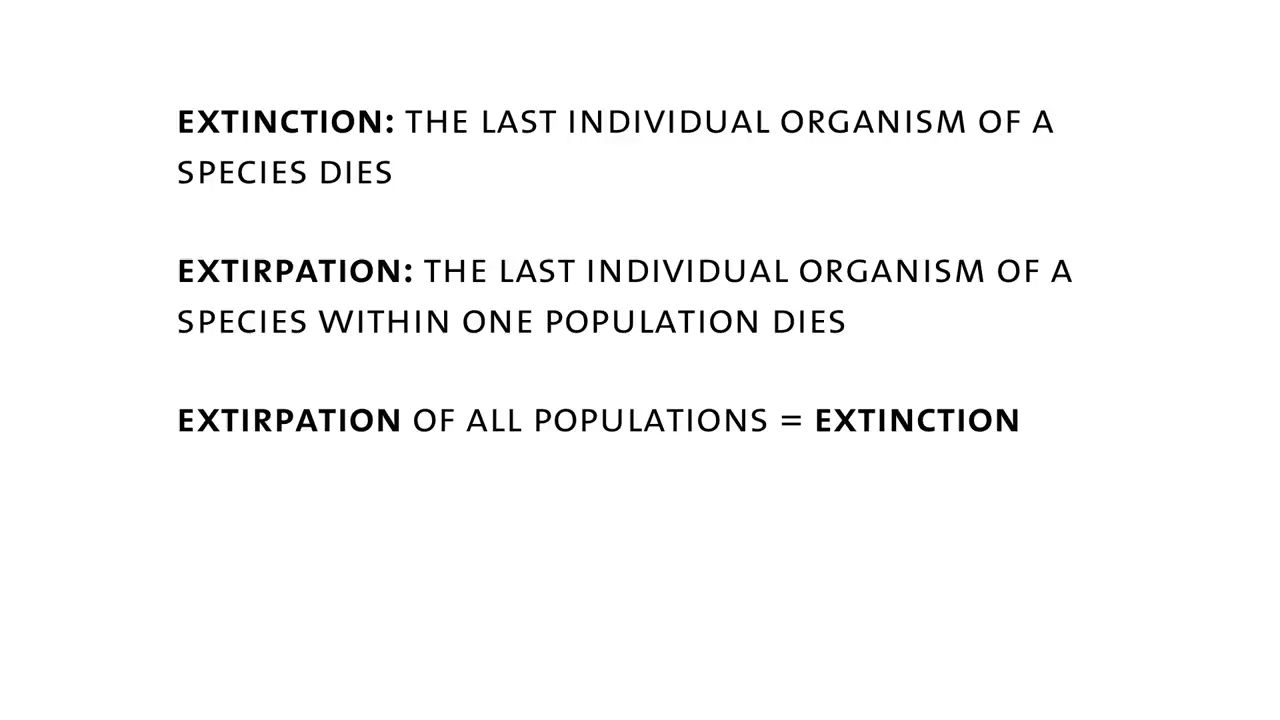 EXTINCTION: THE LAST INDIVIDUAL ORGANISM OF A
SPECIES DIES
EXTIRPATION: THE LAST INDIVIDUAL ORGANISM OF A
SPECIES WITHIN ONE POPULATION DIES
EXTIRPATION OF ALL POPULATIONS = EXTINCTION